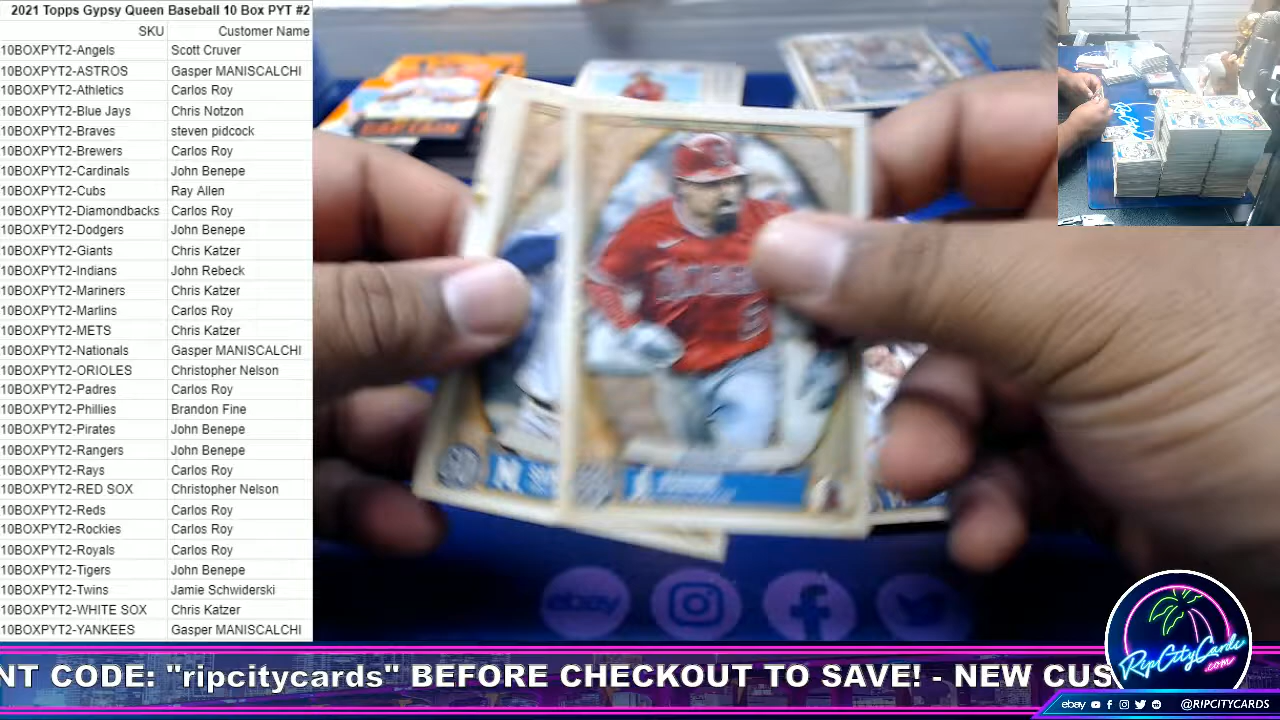 2021 Topps Gypsy Queen Baseball 10 Box PYT #2
SKU Customer Name
10BOXPYT2-Angels Scott Cruver
10BOXPYT2-ASTROS Gasper MANISCALCHI
10BOXPYT2-Athletics Carlos Roy
10BOXPYT2-Blue Jays Chris Notzon
10BOXPYT2-Braves steven pidcock
10BOXPYT2-Brewers Carlos Roy
10BOXPYT2-Cardinals John Benepe
10BOXPYT2-Cubs Ray Allen
10BOXPYT2-Diamondbacks Carlos Roy
10BOXPYT2-Dodgers John Benepe
10BOXPYT2-Giants Chris Katzer
10BOXPYT2-Indians John Rebeck
10BOXPYT2-Mariners Chris Katzer
10BOXPYT2-Marlins Carlos Roy
10BOXPYT2-METS Chris Katzer
10BOXPYT2-Nationals Gasper MANISCALCHI
10BOXPYT2-ORIOLES Christopher Nelson
10BOXPYT2-Padres Carlos Roy
10BOXPYT2-Phillies Brandon Fine
10BOXPYT2-Pirates John Benepe
10BOXPYT2-Rangers John Benepe
10BOXPYT2-Rays Carlos Roy
10BOXPYT2-RED SOX Christopher Nelson
10BOXPYT2-Reds Carlos Roy
10BOXPYT2-Rockies Carlos Roy
10BOXPYT2-Royals Carlos Roy
10BOXPYT2-Tigers John Benepe
10BOXPYT2-Twins Jamie Schwiderski
10BOXPYT2-WHITE SOX Chris Katzer
10BOXPYT2-YANKEES Gasper MANISCALCHI
ebay
NT CODE: "ripcitycards" BEFORE CHECKOUT TO SAVE! - NEW CUS
RipCityCards
.com
ebay @RIPCITYCARDS